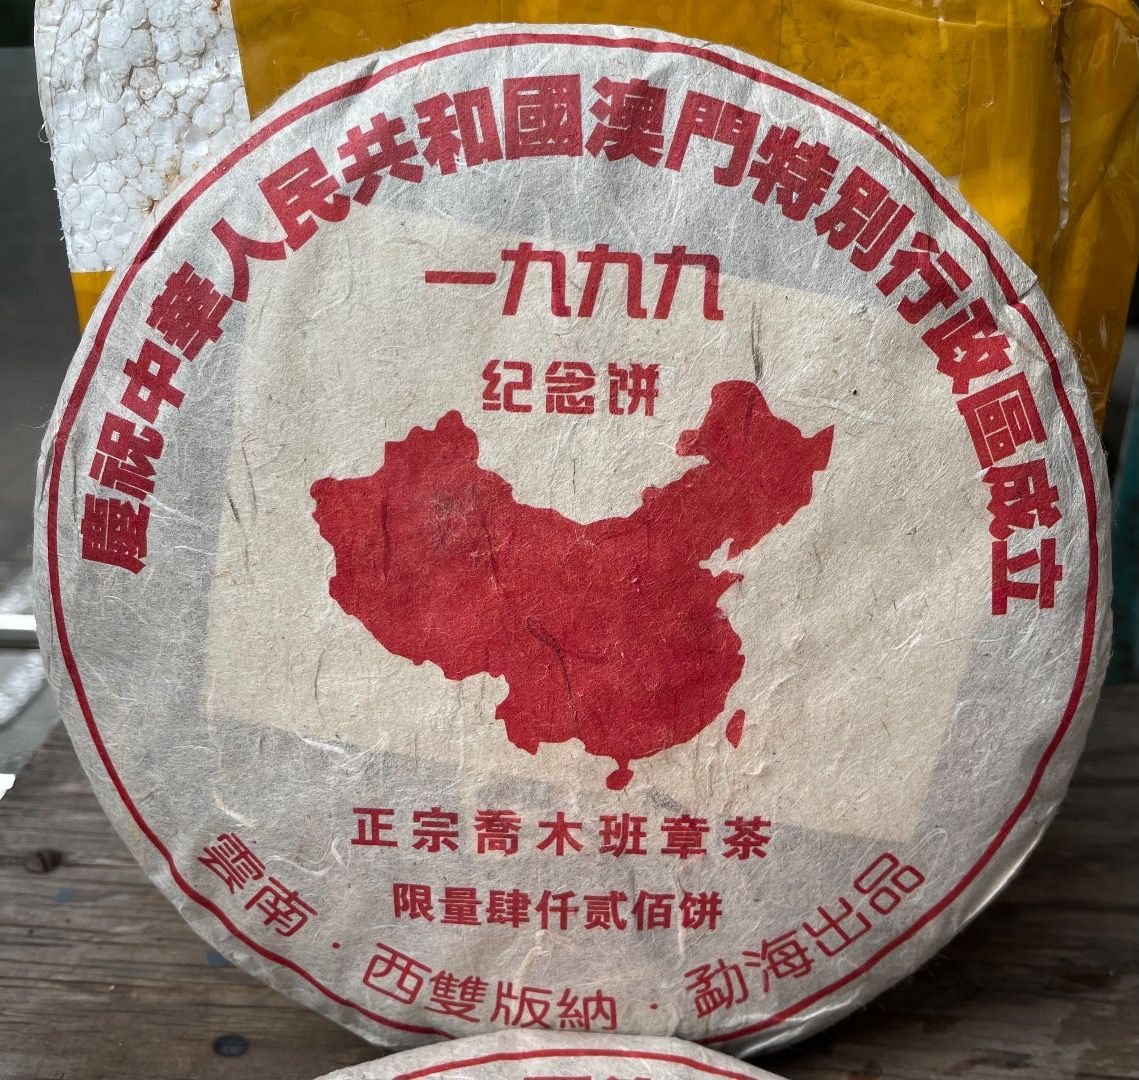 慶祝中華人民共和國澳門特別行政區成立
一九九九
纪念饼
正宗喬木班章茶
限量肆仟贰佰饼
雲南·西雙版納·勐海出品